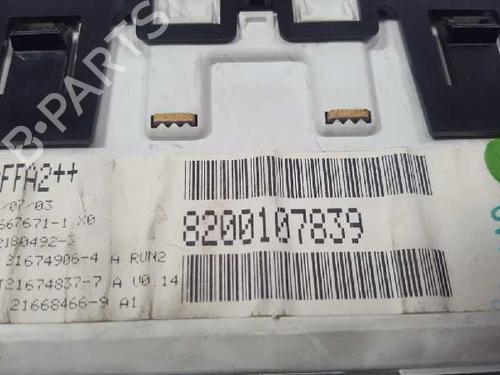 B-PARTS
FFA2++
/07/03
667671-1 X0
2180492-
21674906-4 A RUN2
21674837-7 A V0.14
21668466-9 A1
8200107839